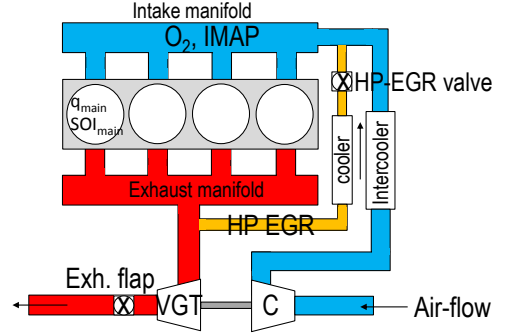 Intake manifold
O₂, IMAP
HP-EGR valve
qmain
SOImain
cooler
Intercooler
Exhaust manifold
HP EGR
Exh. flap
VGT
C
Air-flow
X
X